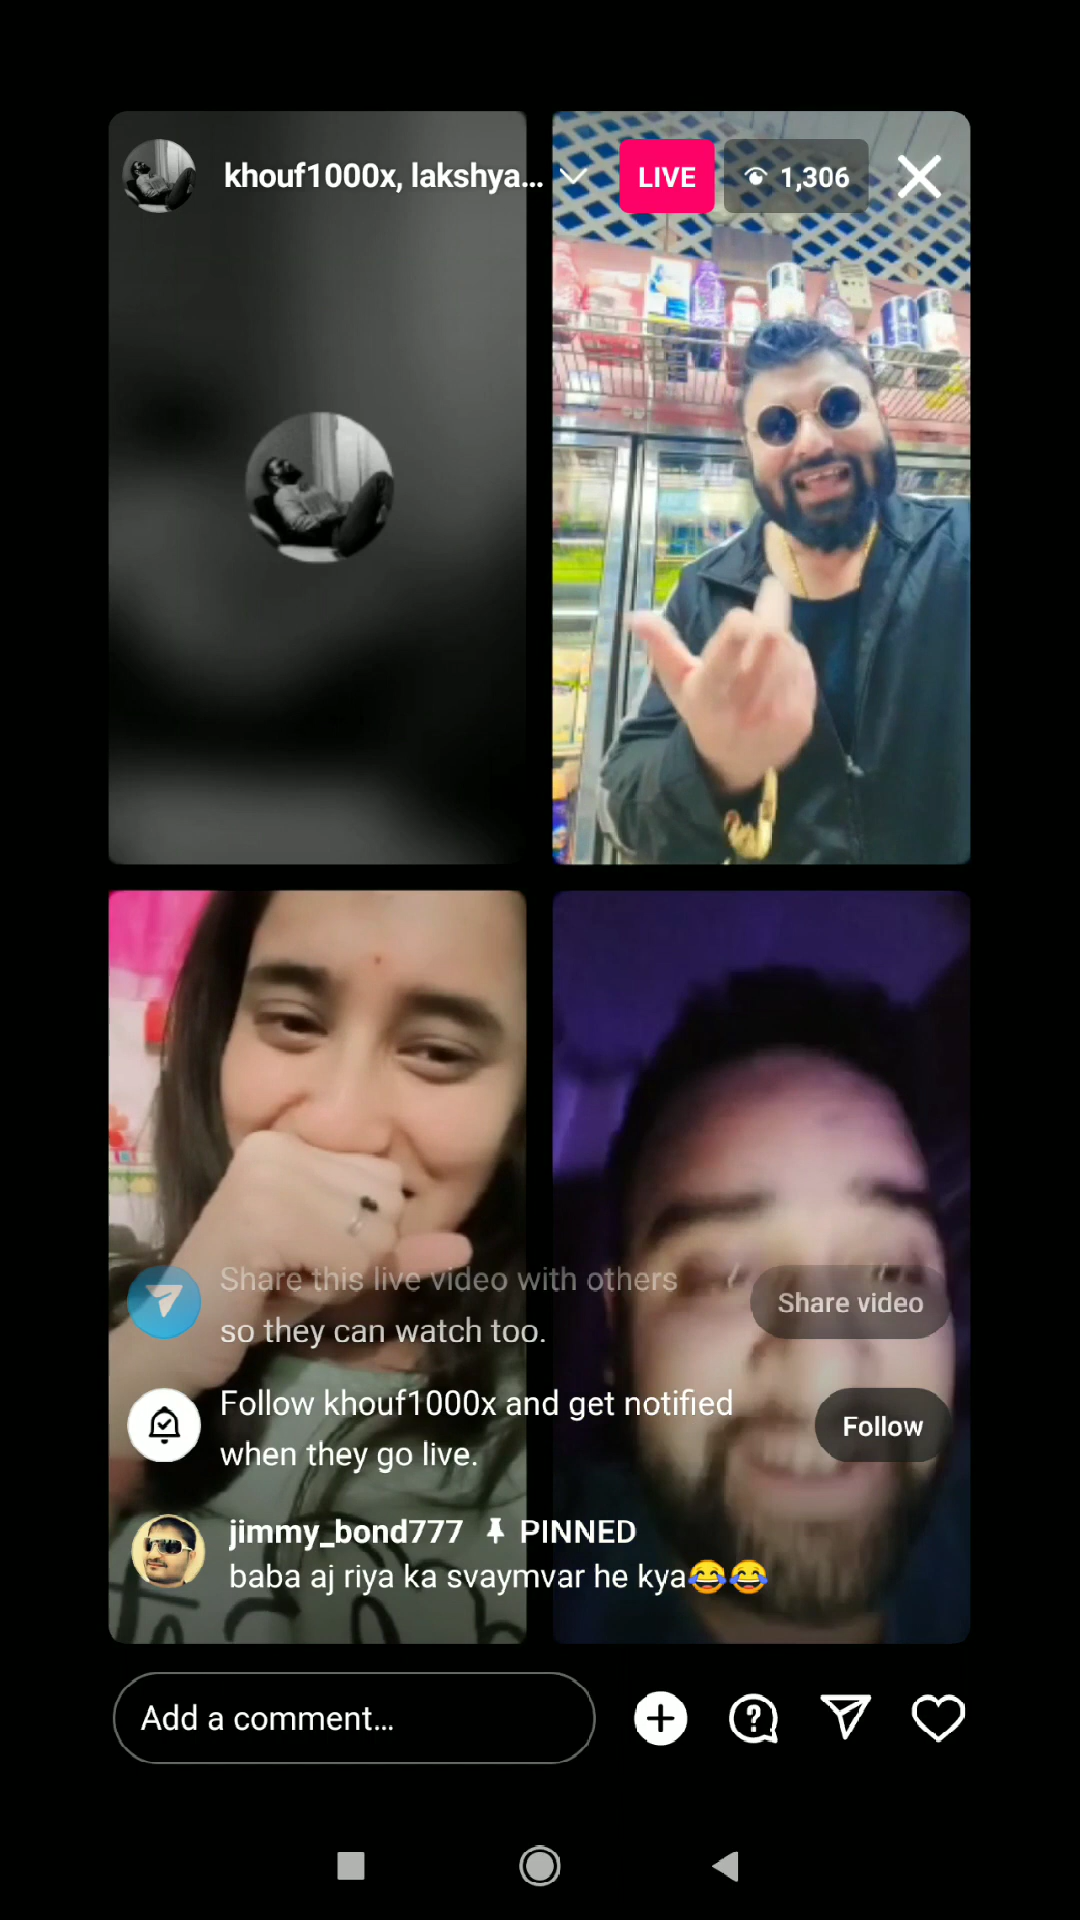 khouf1000x, lakshya...
LIVE
1,306
Share this live video with others
so they can watch too.
Share video
Follow khouf1000x and get notified
when they go live.
Follow
jimmy_bond777 PINNED
baba aj riya ka svaymvar he kya😂😂
Add a comment...